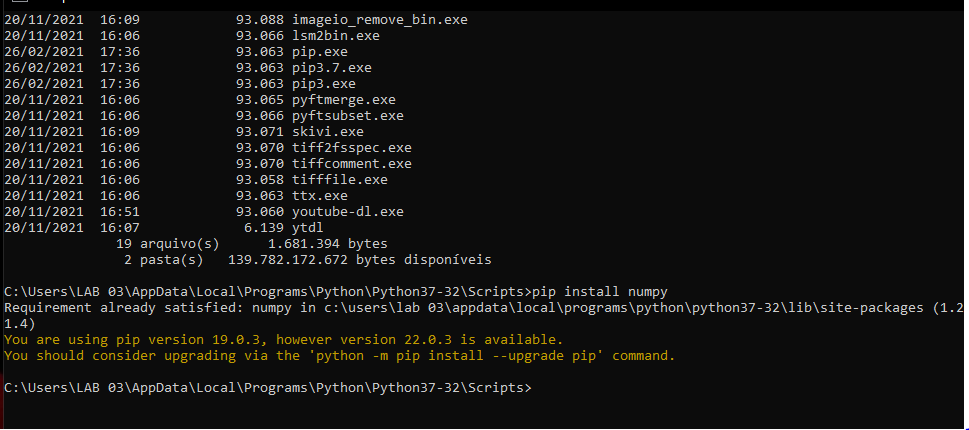 20/11/2021  16:09            93.088 imageio_remove_bin.exe
20/11/2021  16:06            93.066 lsm2bin.exe
26/02/2021  17:36            93.063 pip.exe
26/02/2021  17:36            93.063 pip3.7.exe
26/02/2021  17:36            93.063 pip3.exe
20/11/2021  16:06            93.065 pyftmerge.exe
20/11/2021  16:06            93.066 pyftsubset.exe
20/11/2021  16:09            93.071 skivi.exe
20/11/2021  16:06            93.070 tiff2fsspec.exe
20/11/2021  16:06            93.070 tiffcomment.exe
20/11/2021  16:06            93.058 tifffile.exe
20/11/2021  16:06            93.063 ttx.exe
20/11/2021  16:51            93.060 youtube-dl.exe
20/11/2021  16:07             6.139 ytdl
              19 arquivo(s)      1.681.394 bytes
               2 pasta(s)   139.782.172.672 bytes disponíveis
C:\Users\LAB 03\AppData\Local\Programs\Python\Python37-32\Scripts>pip install numpy
Requirement already satisfied: numpy in c:\users\lab 03\appdata\local\programs\python\python37-32\lib\site-packages (1.2
1.4)
You are using pip version 19.0.3, however version 22.0.3 is available.
You should consider upgrading via the 'python -m pip install --upgrade pip' command.
C:\Users\LAB 03\AppData\Local\Programs\Python\Python37-32\Scripts>